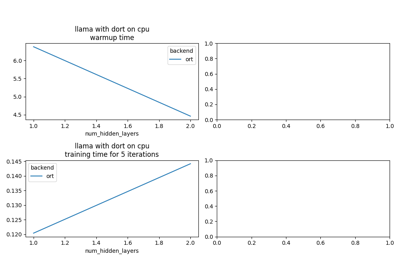 llama with dort on cpu
warmup time
backend
ort
6.0
5.5
5.0
4.5
1.0 1.2 1.4 1.6 1.8 2.0
num_hidden_layers
1.0
0.8
0.6
0.4
0.2
0.0
0.0 0.2 0.4 0.6 0.8 1.0
llama with dort on cpu
training time for 5 iterations
backend
ort
0.145
0.140
0.135
0.130
0.125
0.120
1.0 1.2 1.4 1.6 1.8 2.0
num_hidden_layers
1.0
0.8
0.6
0.4
0.2
0.0
0.0 0.2 0.4 0.6 0.8 1.0